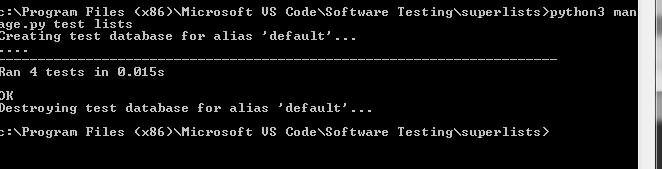 c:\Program Files (x86)\Microsoft VS Code\Software Testing\superlists>python3 man
age.py test lists
Creating test database for alias 'default'...
....
----------------------------------------------------------------------
Ran 4 tests in 0.015s
OK
Destroying test database for alias 'default'...
c:\Program Files (x86)\Microsoft VS Code\Software Testing\superlists>